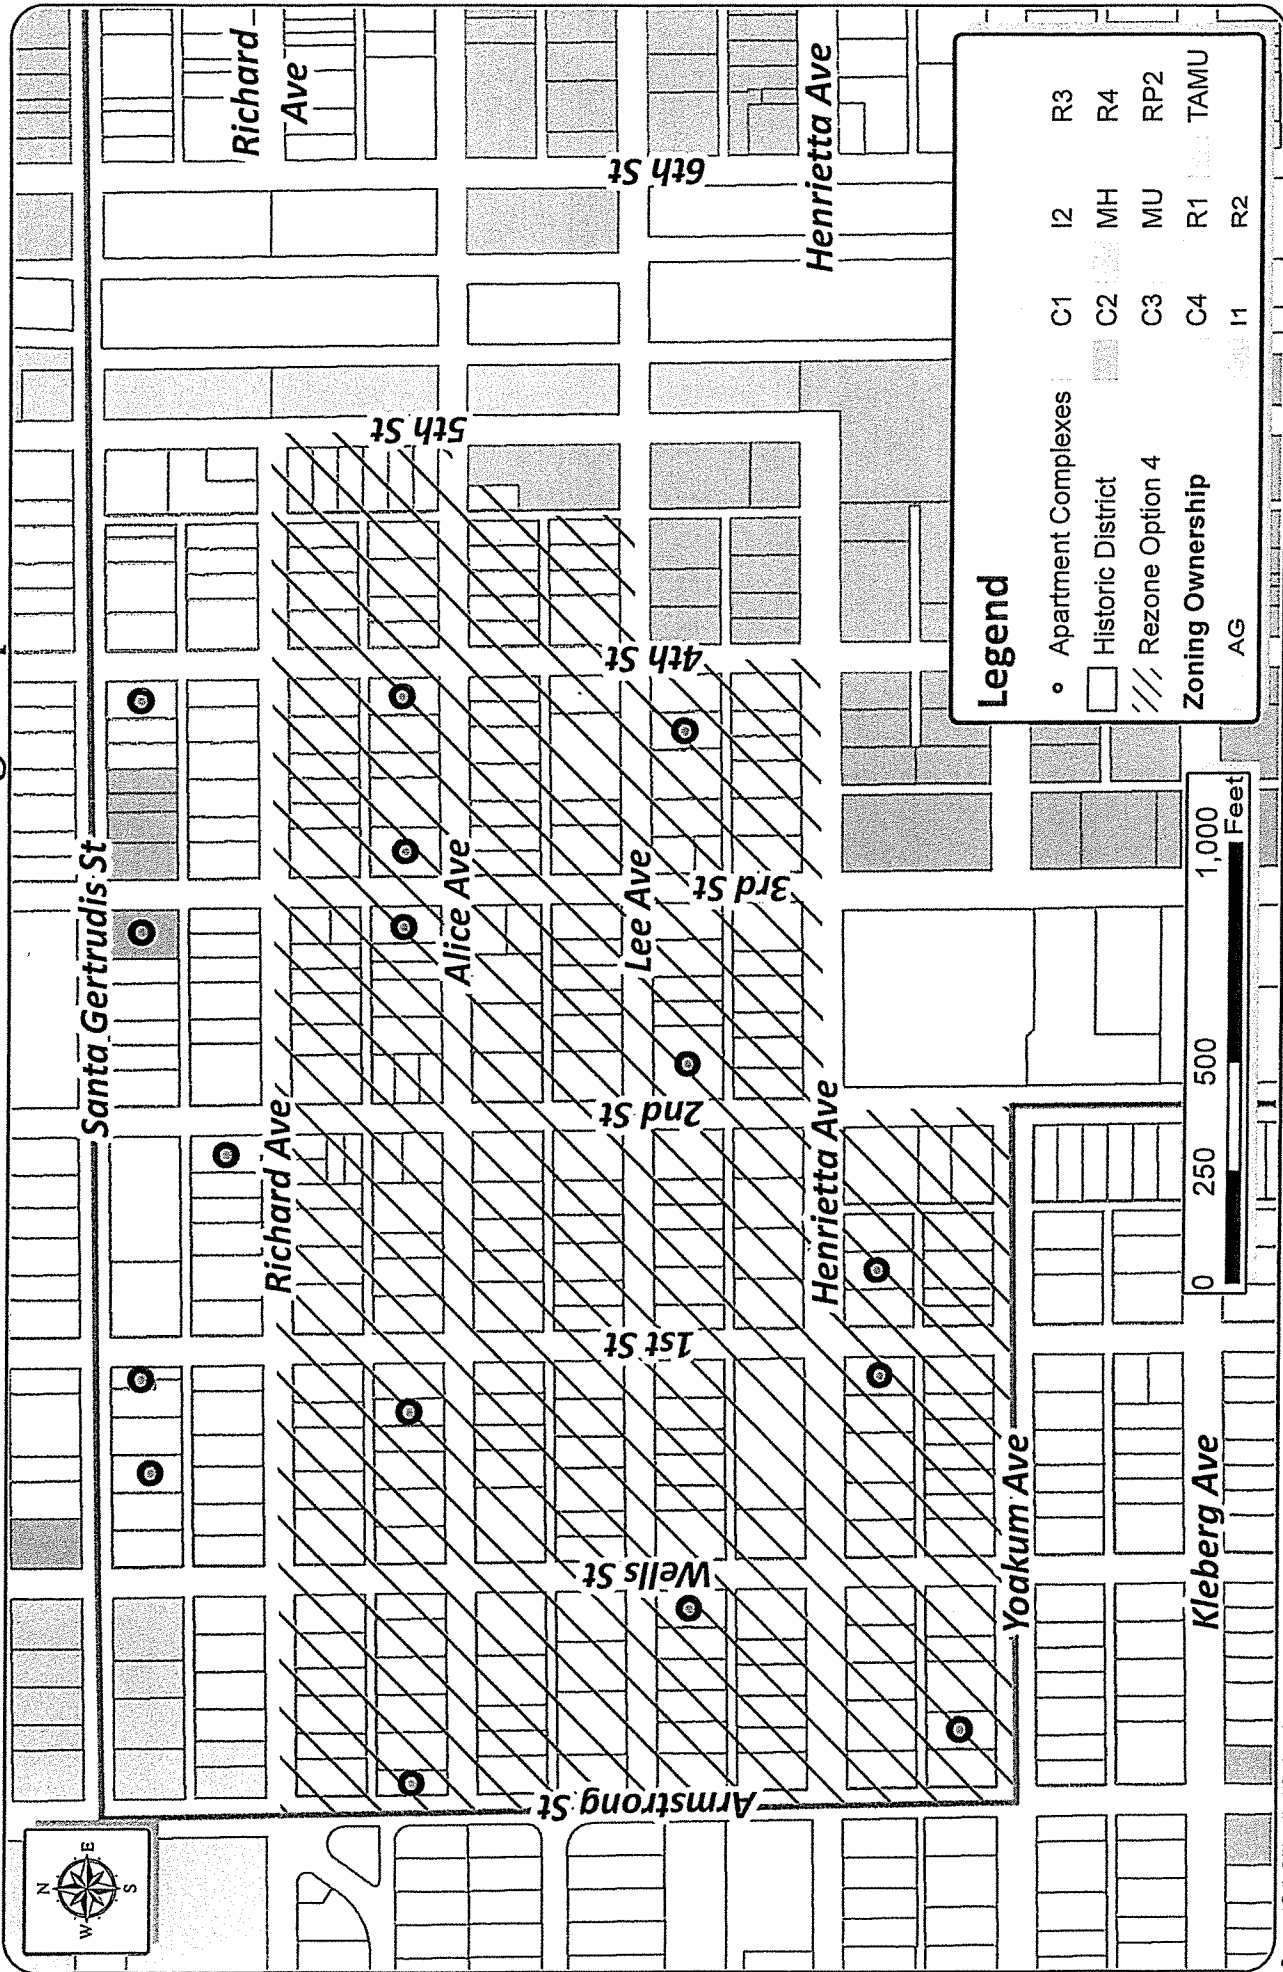 Santa Gertrudis St
Richard Ave
Richard
Ave
Alice Ave
Lee Ave
Henrietta Ave
Henrietta Ave
Yoakum Ave
Kleberg Ave
Armstrong St
Wells St
1st St
2nd St
3rd St
4th St
5th St
6th St
N
W E
S
0 250 500 1,000
Feet
Legend
Apartment Complexes
Historic District
Rezone Option 4
Zoning Ownership
AG
C1
C2
C3
C4
I1
I2
MH
MU
R1
R2
R3
R4
RP2
TAMU